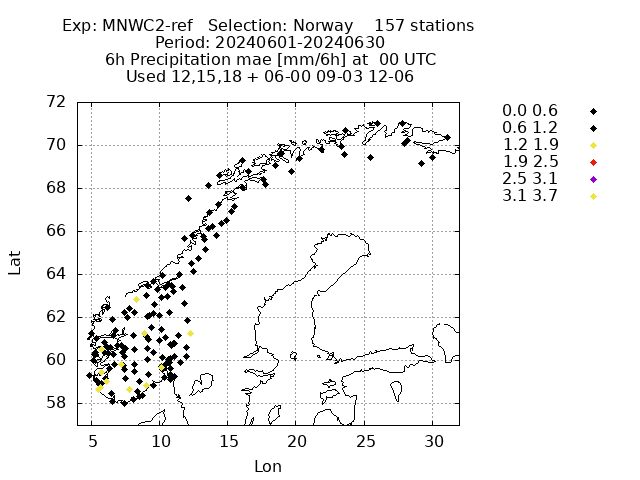 Exp: MNWC2-ref   Selection: Norway    157 stations
Period: 20240601-20240630
6h Precipitation mae [mm/6h] at  00 UTC
Used 12,15,18 + 06-00 09-03 12-06
0.0 0.6
0.6 1.2
1.2 1.9
1.9 2.5
2.5 3.1
3.1 3.7
72
70
68
66
64
62
60
58
Lat
5 10 15 20 25 30
Lon